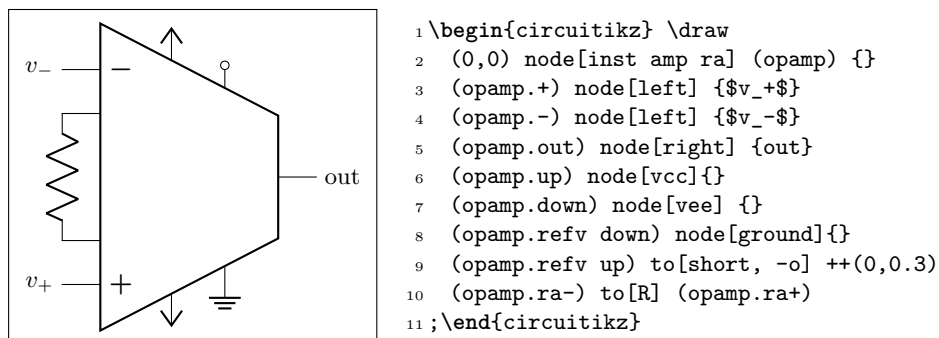 v−
v+
− + out
1 \begin{circuitikz} \draw
2 (0,0) node[inst amp ra] (opamp) {}
3 (opamp.+) node[left] {$v_+$}
4 (opamp.-) node[left] {$v_-$}
5 (opamp.out) node[right] {out}
6 (opamp.up) node[vcc]{}
7 (opamp.down) node[vee] {}
8 (opamp.refv down) node[ground]{}
9 (opamp.refv up) to[short, -o] ++(0,0.3)
10 (opamp.ra-) to[R] (opamp.ra+)
11 ;\end{circuitikz}